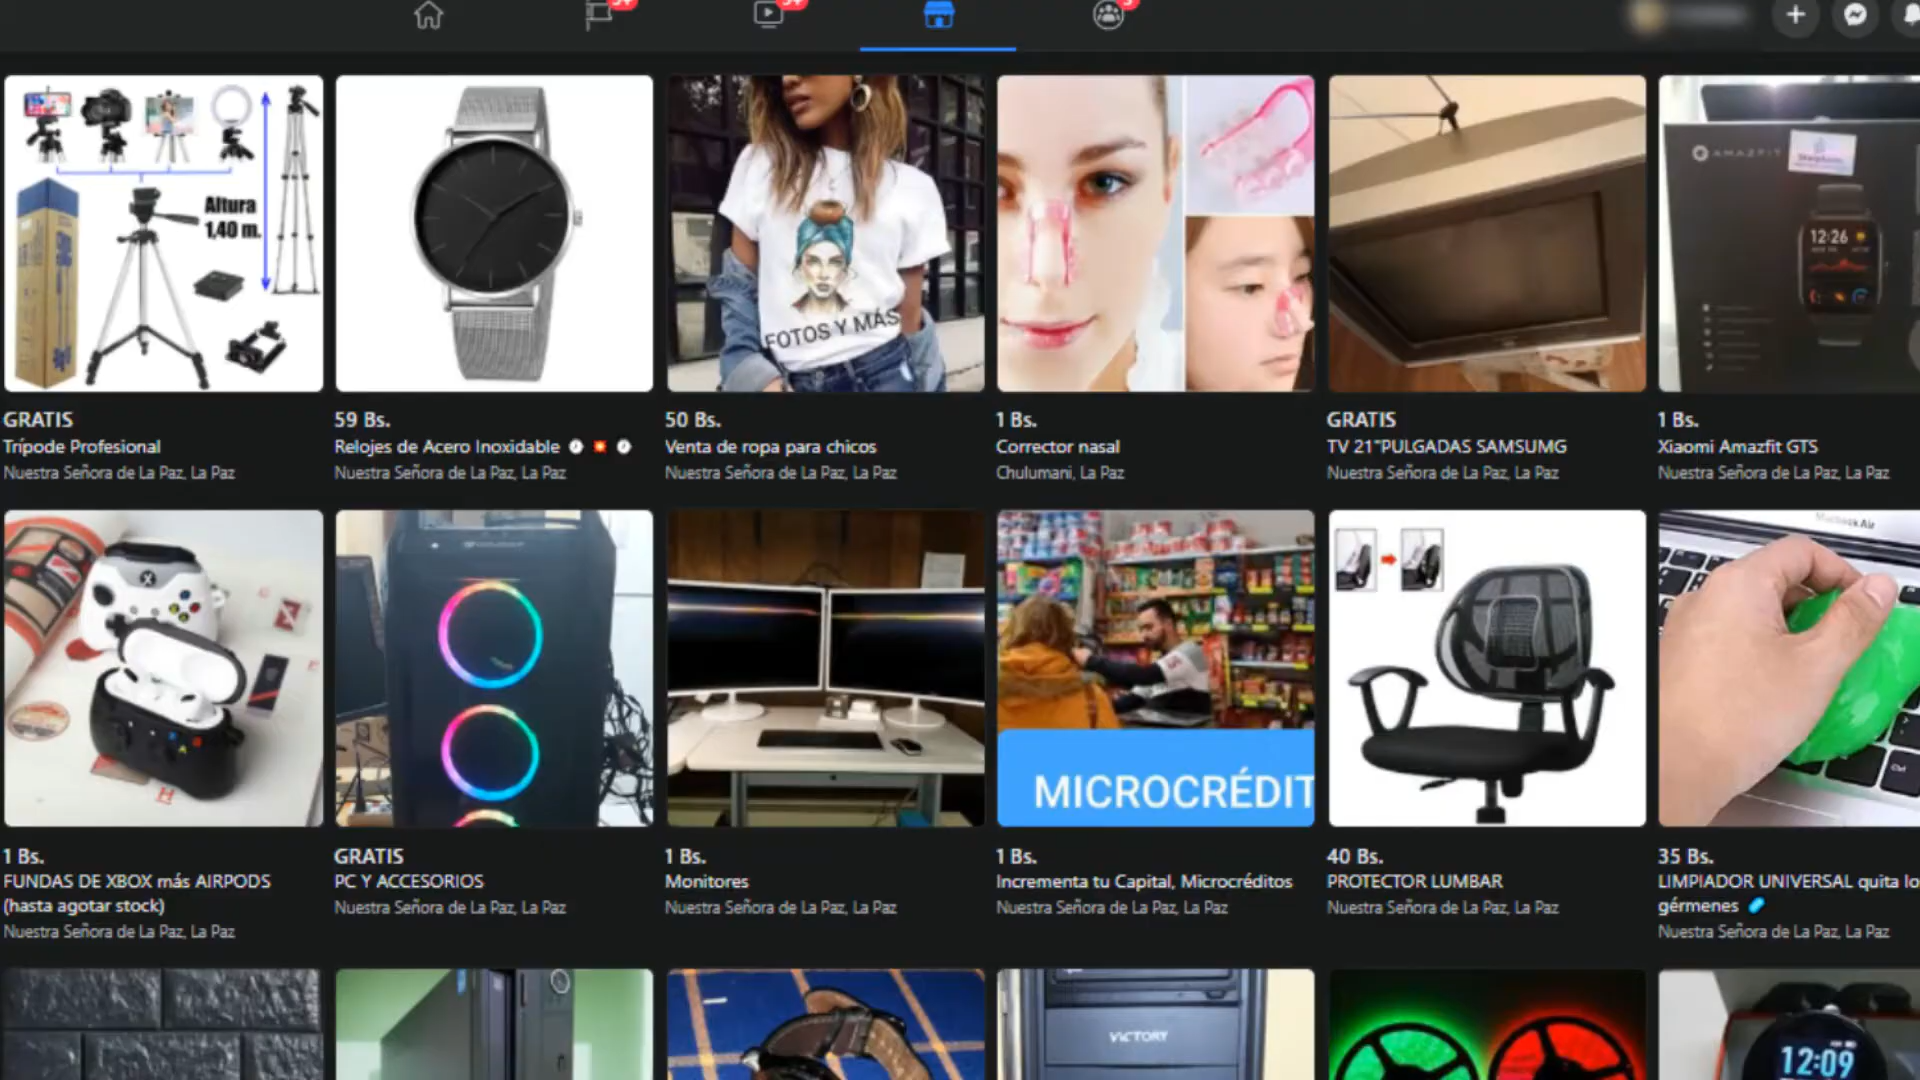 Altura
1,40 m.
FOTOS Y MÁS
AMAZFIT
12:26
GRATIS
Trípode Profesional
Nuestra Señora de La Paz, La Paz
59 Bs.
Relojes de Acero Inoxidable
Nuestra Señora de La Paz, La Paz
50 Bs.
Venta de ropa para chicos
Nuestra Señora de La Paz, La Paz
1 Bs.
Corrector nasal
Chulumani, La Paz
GRATIS
TV 21"PULGADAS SAMSUMG
Nuestra Señora de La Paz, La Paz
1 Bs.
Xiaomi Amazfit GTS
Nuestra Señora de La Paz, La Paz
MICROCRÉDIT
MacBook Air
Ctrl
1 Bs.
FUNDAS DE XBOX más AIRPODS
(hasta agotar stock)
Nuestra Señora de La Paz, La Paz
GRATIS
PC Y ACCESORIOS
Nuestra Señora de La Paz, La Paz
1 Bs.
Monitores
Nuestra Señora de La Paz, La Paz
1 Bs.
Incrementa tu Capital, Microcréditos
Nuestra Señora de La Paz, La Paz
40 Bs.
PROTECTOR LUMBAR
Nuestra Señora de La Paz, La Paz
35 Bs.
LIMPIADOR UNIVERSAL quita lo
gérmenes
Nuestra Señora de La Paz, La Paz
VICTORY
12:09